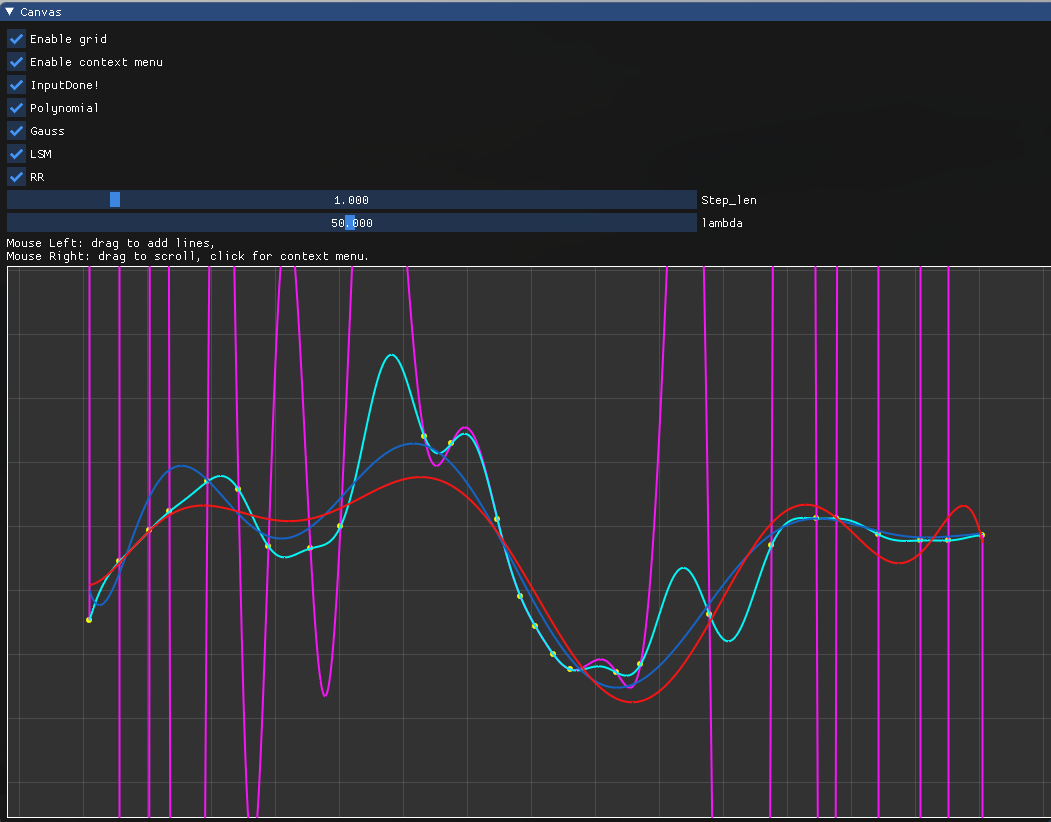 Canvas
Enable grid
Enable context menu
InputDone!
Polynomial
Gauss
LSM
RR
1.000 Step_len
50.000 lambda
Mouse Left: drag to add lines,
Mouse Right: drag to scroll, click for context menu.